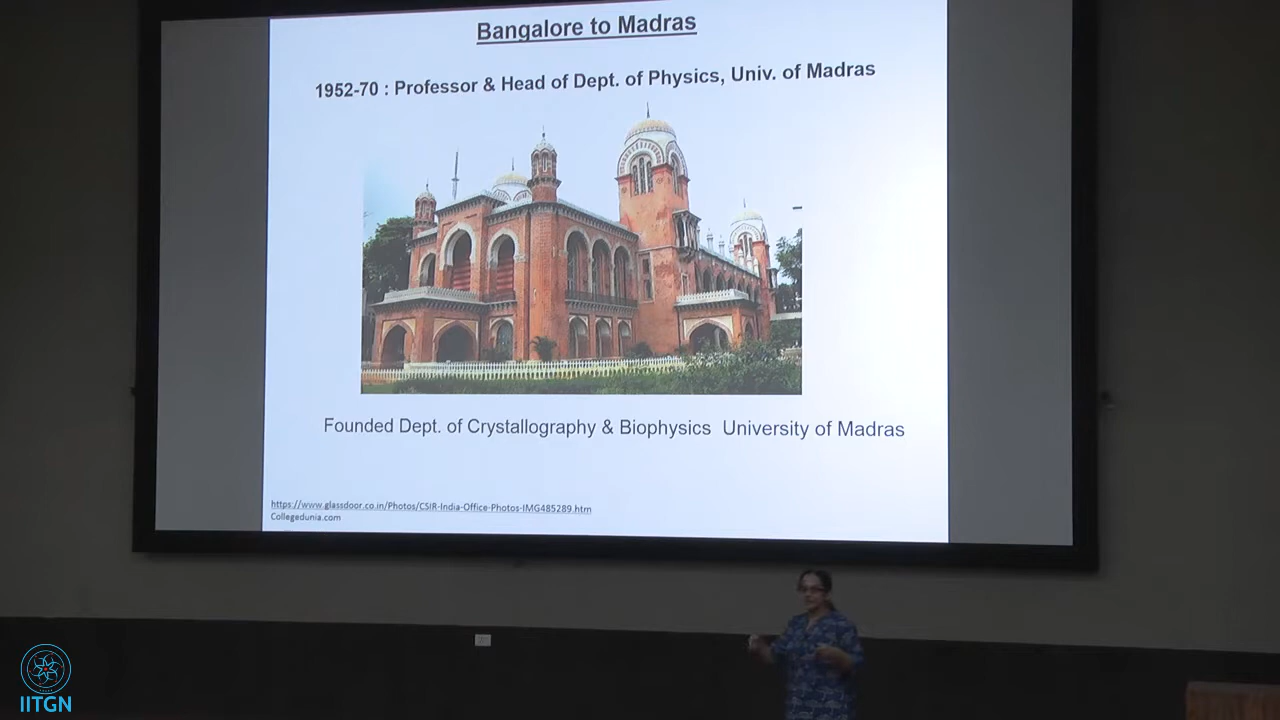 Bangalore to Madras
1952-70 : Professor & Head of Dept. of Physics, Univ. of Madras
Founded Dept. of Crystallography & Biophysics University of Madras
https://www.glassdoor.co.in/Photos/CSIR-India-Office-Photos-IMG485289.htm
Collegedunia.com
IITGN